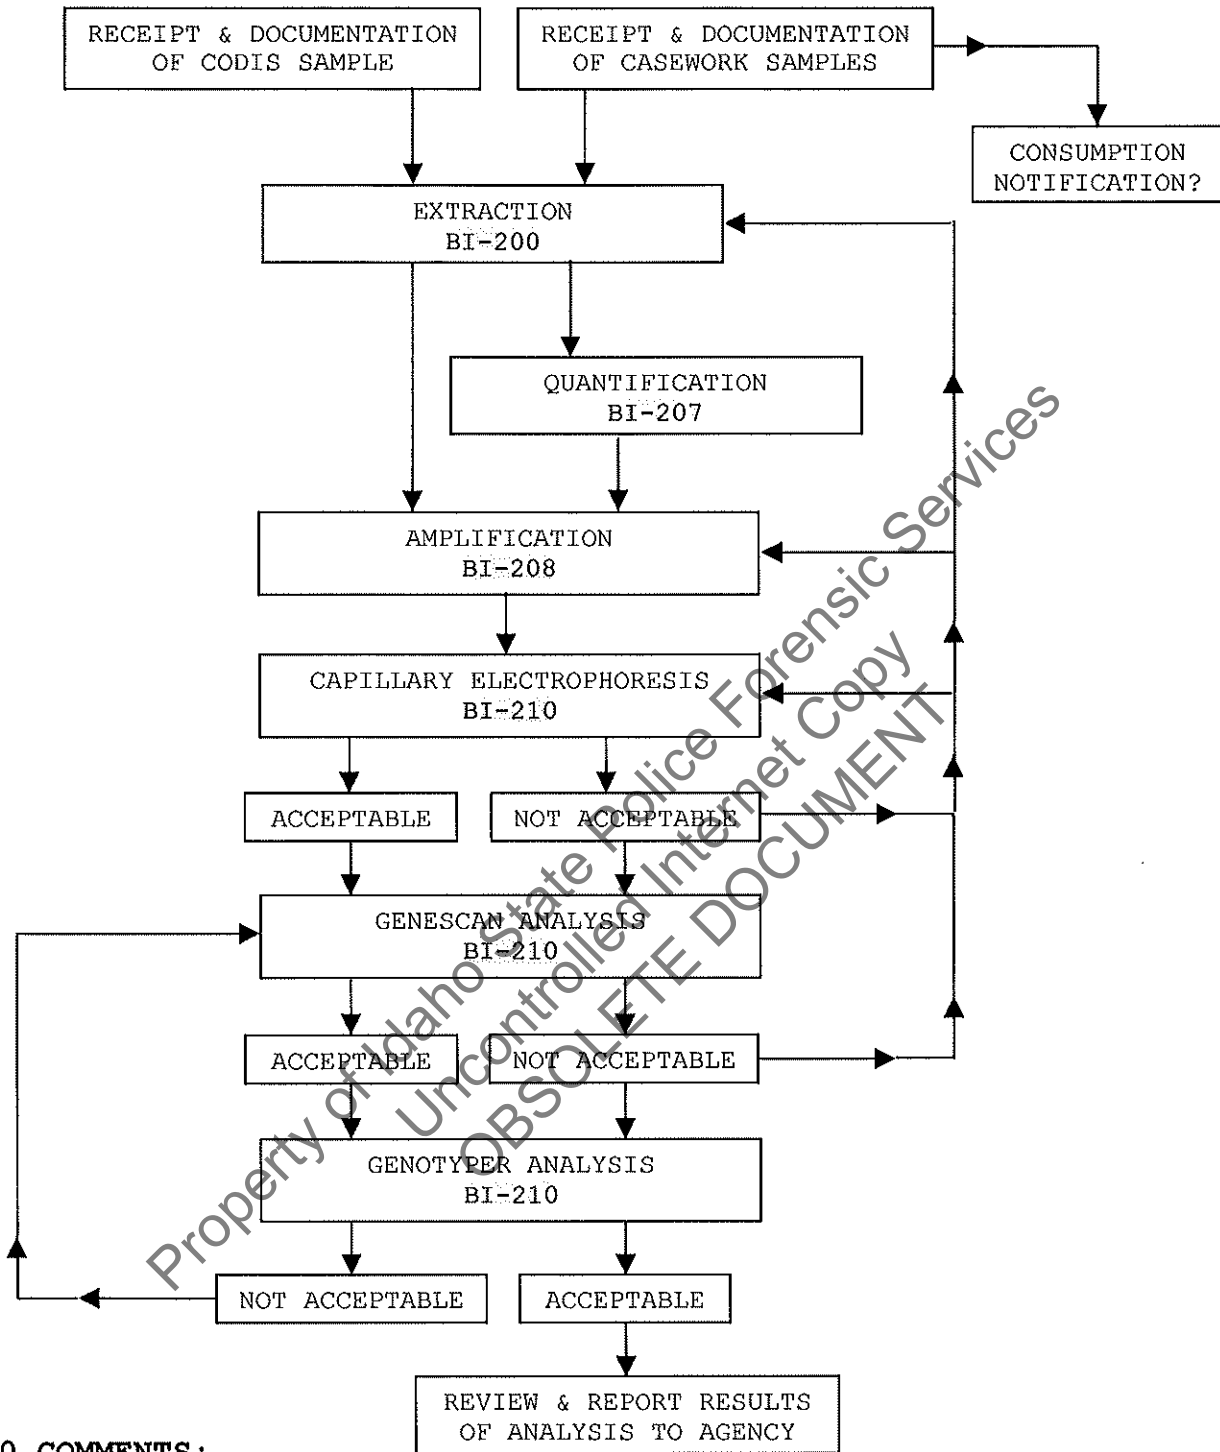 RECEIPT & DOCUMENTATION
OF CODIS SAMPLE
RECEIPT & DOCUMENTATION
OF CASEWORK SAMPLES
CONSUMPTION
NOTIFICATION?
EXTRACTION
BI-200
QUANTIFICATION
BI-207
AMPLIFICATION
BI-208
CAPILLARY ELECTROPHORESIS
BI-210
ACCEPTABLE
NOT ACCEPTABLE
GENESCAN ANALYSIS
BI-210
ACCEPTABLE
NOT ACCEPTABLE
GENOTYPER ANALYSIS
BI-210
NOT ACCEPTABLE
ACCEPTABLE
REVIEW & REPORT RESULTS
OF ANALYSIS TO AGENCY
0 COMMENTS:
Property of Idaho State Police Forensic Services
Uncontrolled Internet Copy
OBSOLETE DOCUMENT